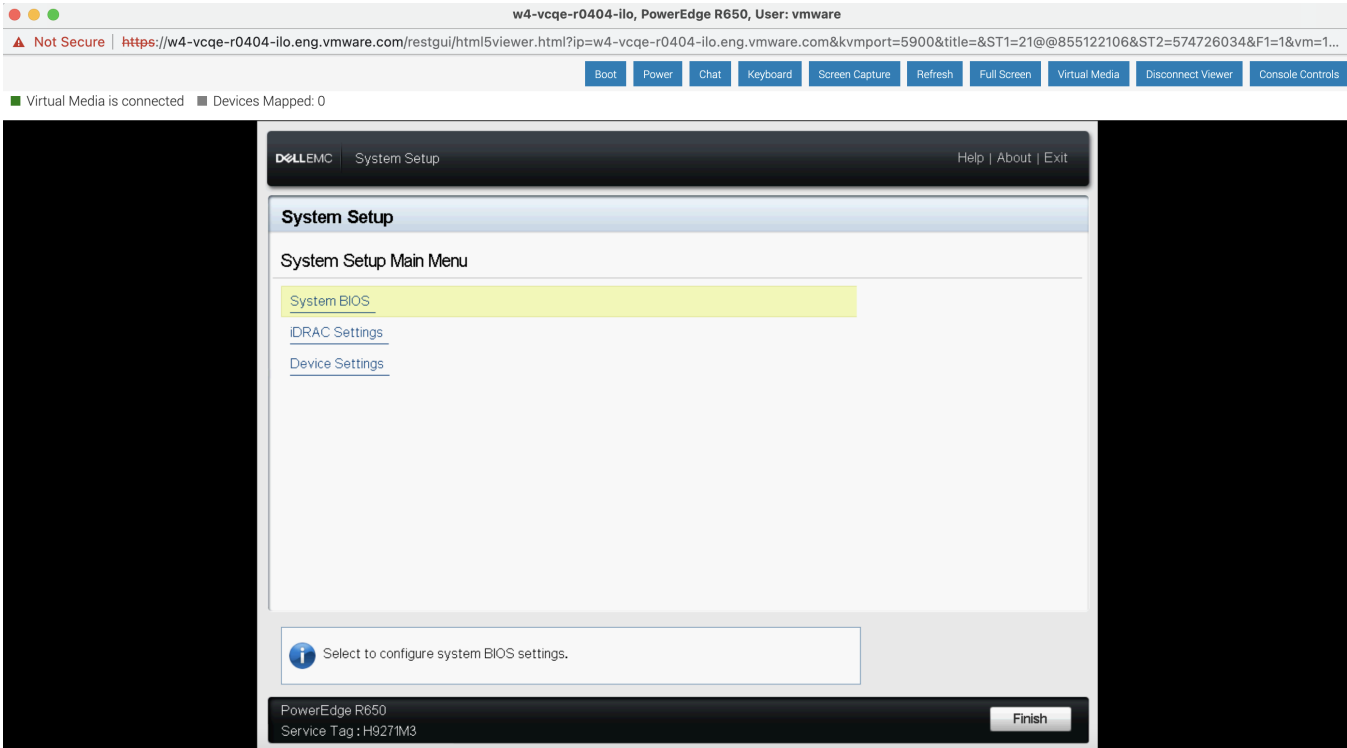 w4-vcqe-r0404-ilo, PowerEdge R650, User: vmware
Not Secure | https://w4-vcqe-r0404-ilo.eng.vmware.com/restgui/html5viewer.html?ip=w4-vcqe-r0404-ilo.eng.vmware.com&kvmport=5900&title=&ST1=21@@855122106&ST2=574726034&F1=1&vm=1...
Boot Power Chat Keyboard Screen Capture Refresh Full Screen Virtual Media Disconnect Viewer Console Controls
Virtual Media is connected Devices Mapped: 0
DELLEMC System Setup Help | About | Exit
System Setup
System Setup Main Menu
System BIOS
iDRAC Settings
Device Settings
Select to configure system BIOS settings.
PowerEdge R650
Service Tag : H9271M3
Finish